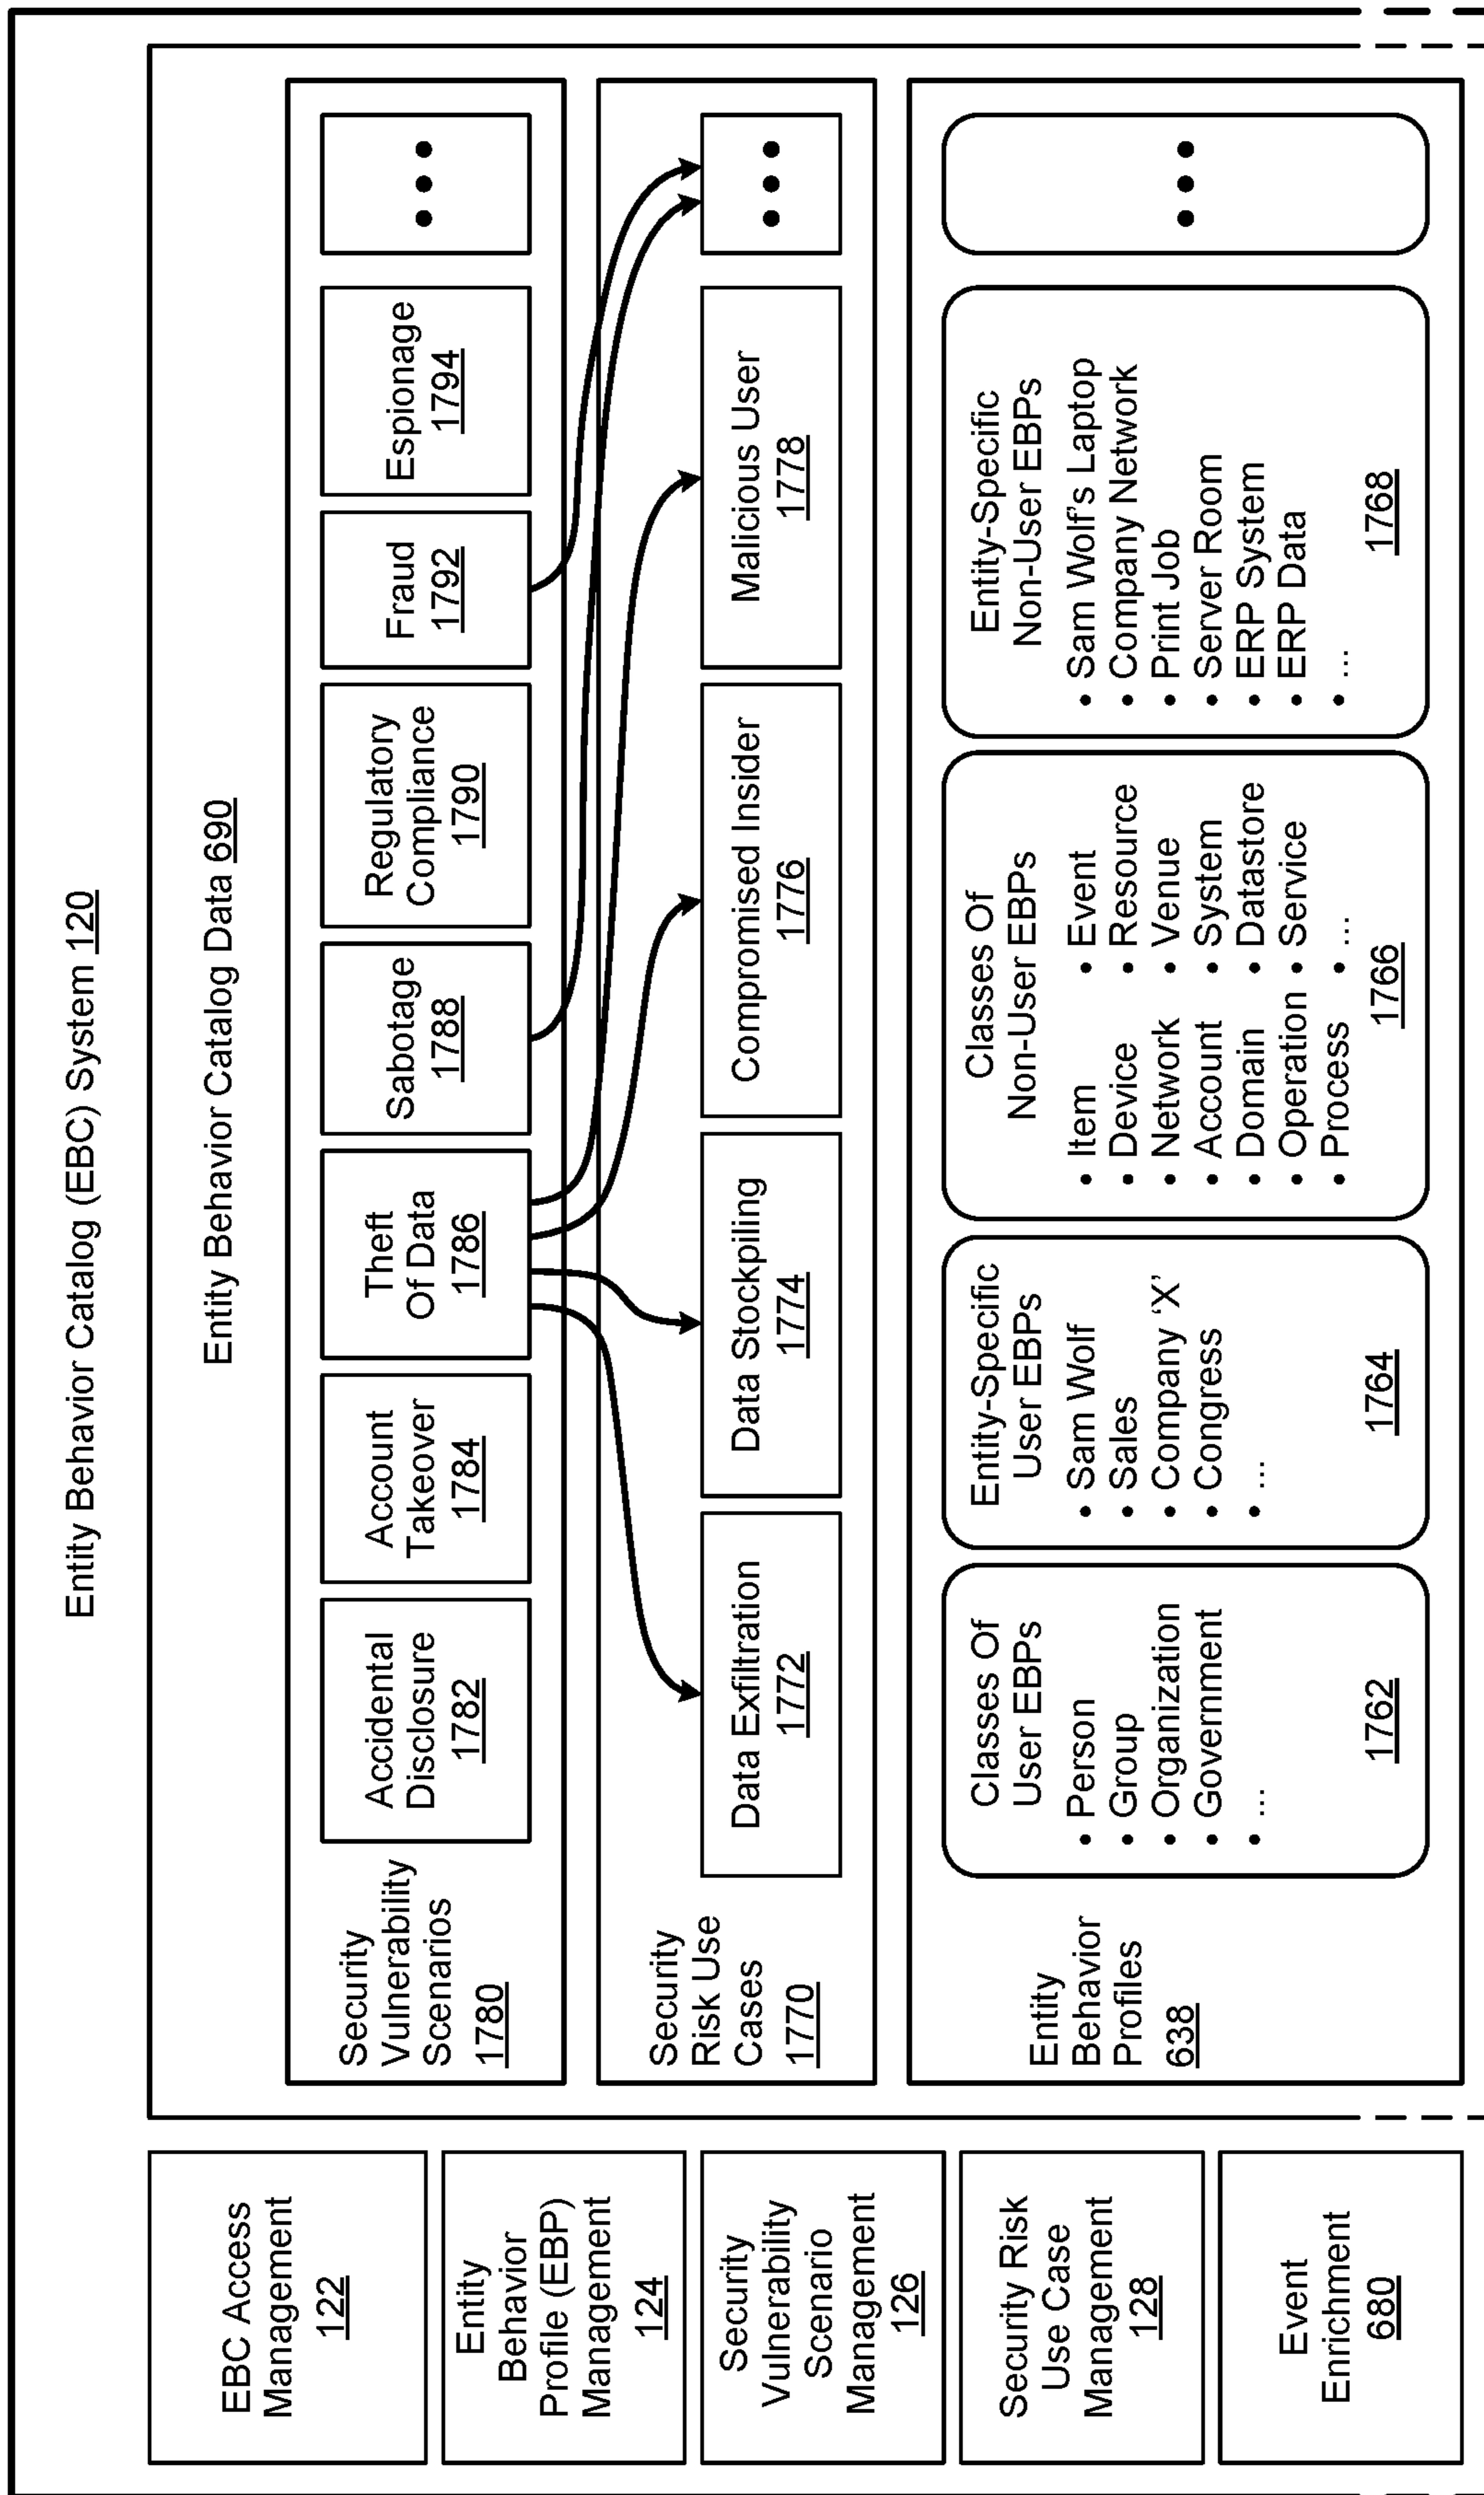 Entity Behavior Catalog (EBC) System 120
EBC Access
Management
122
Entity
Behavior
Profile (EBP)
Management
124
Security
Vulnerability
Scenario
Management
126
Security Risk
Use Case
Management
128
Event
Enrichment
680
Entity Behavior Catalog Data 690
Security
Vulnerability
Scenarios
1780
Accidental
Disclosure
1782
Account
Takeover
1784
Theft
Of Data
1786
Sabotage
1788
Regulatory
Compliance
1790
Fraud
1792
Espionage
1794
• • •
Security
Risk Use
Cases
1770
Data Exfiltration
1772
Data Stockpiling
1774
Compromised Insider
1776
Malicious User
1778
• • •
Entity
Behavior
Profiles
638
Classes Of
User EBPs
• Person
• Group
• Organization
• Government
• ...
1762
Entity-Specific
User EBPs
• Sam Wolf
• Sales
• Company ‘X’
• Congress
• ...
1764
Classes Of
Non-User EBPs
• Item
• Device
• Network
• Account
• Domain
• Operation
• Process
• Event
• Resource
• Venue
• System
• Datastore
• Service
• ...
1766
Entity-Specific
Non-User EBPs
• Sam Wolf’s Laptop
• Company Network
• Print Job
• Server Room
• ERP System
• ERP Data
• ...
1768
• • •